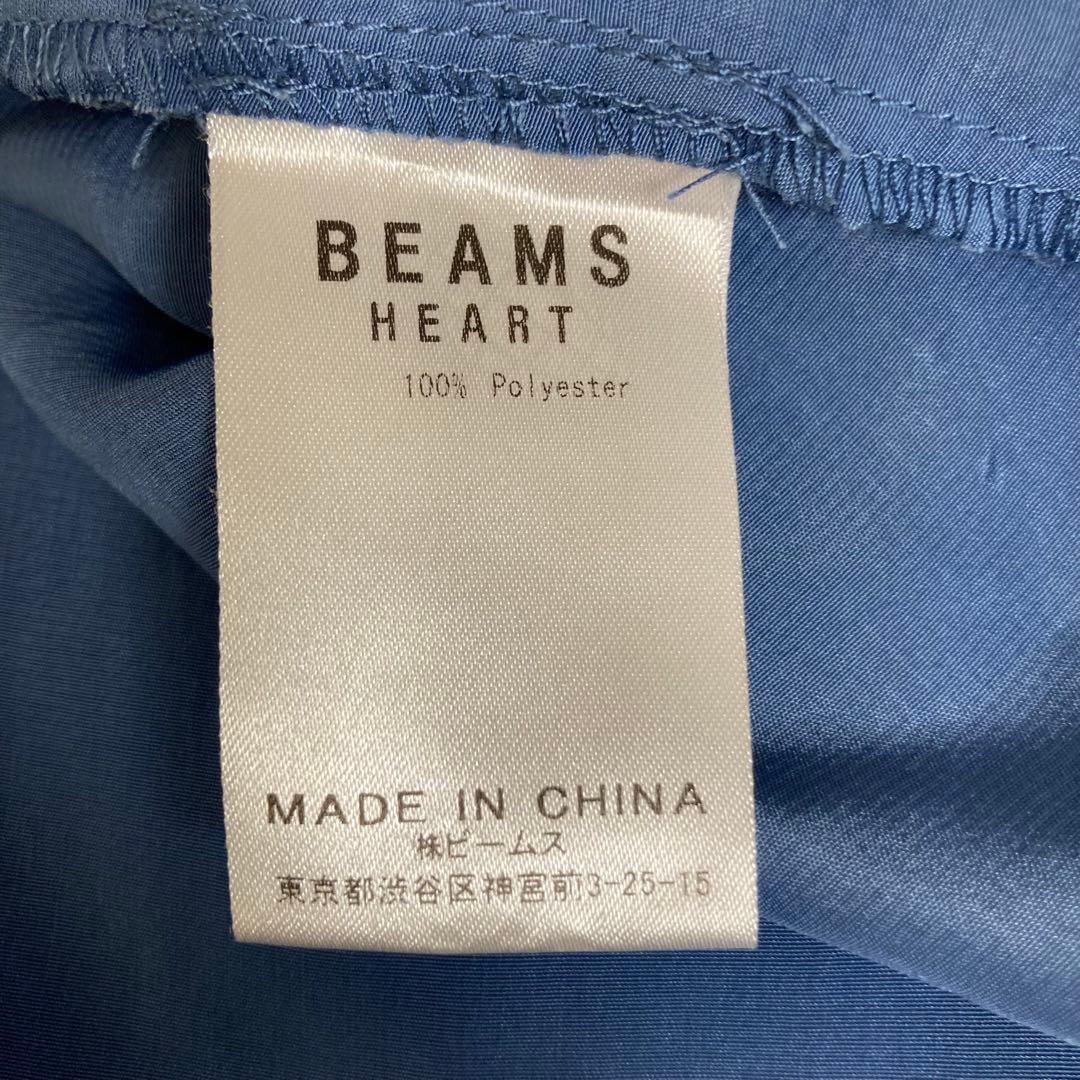 BEAMS
HEART
100% Polyester
MADE IN CHINA
㈱ビームス
東京都渋谷区神宮前3-25-15